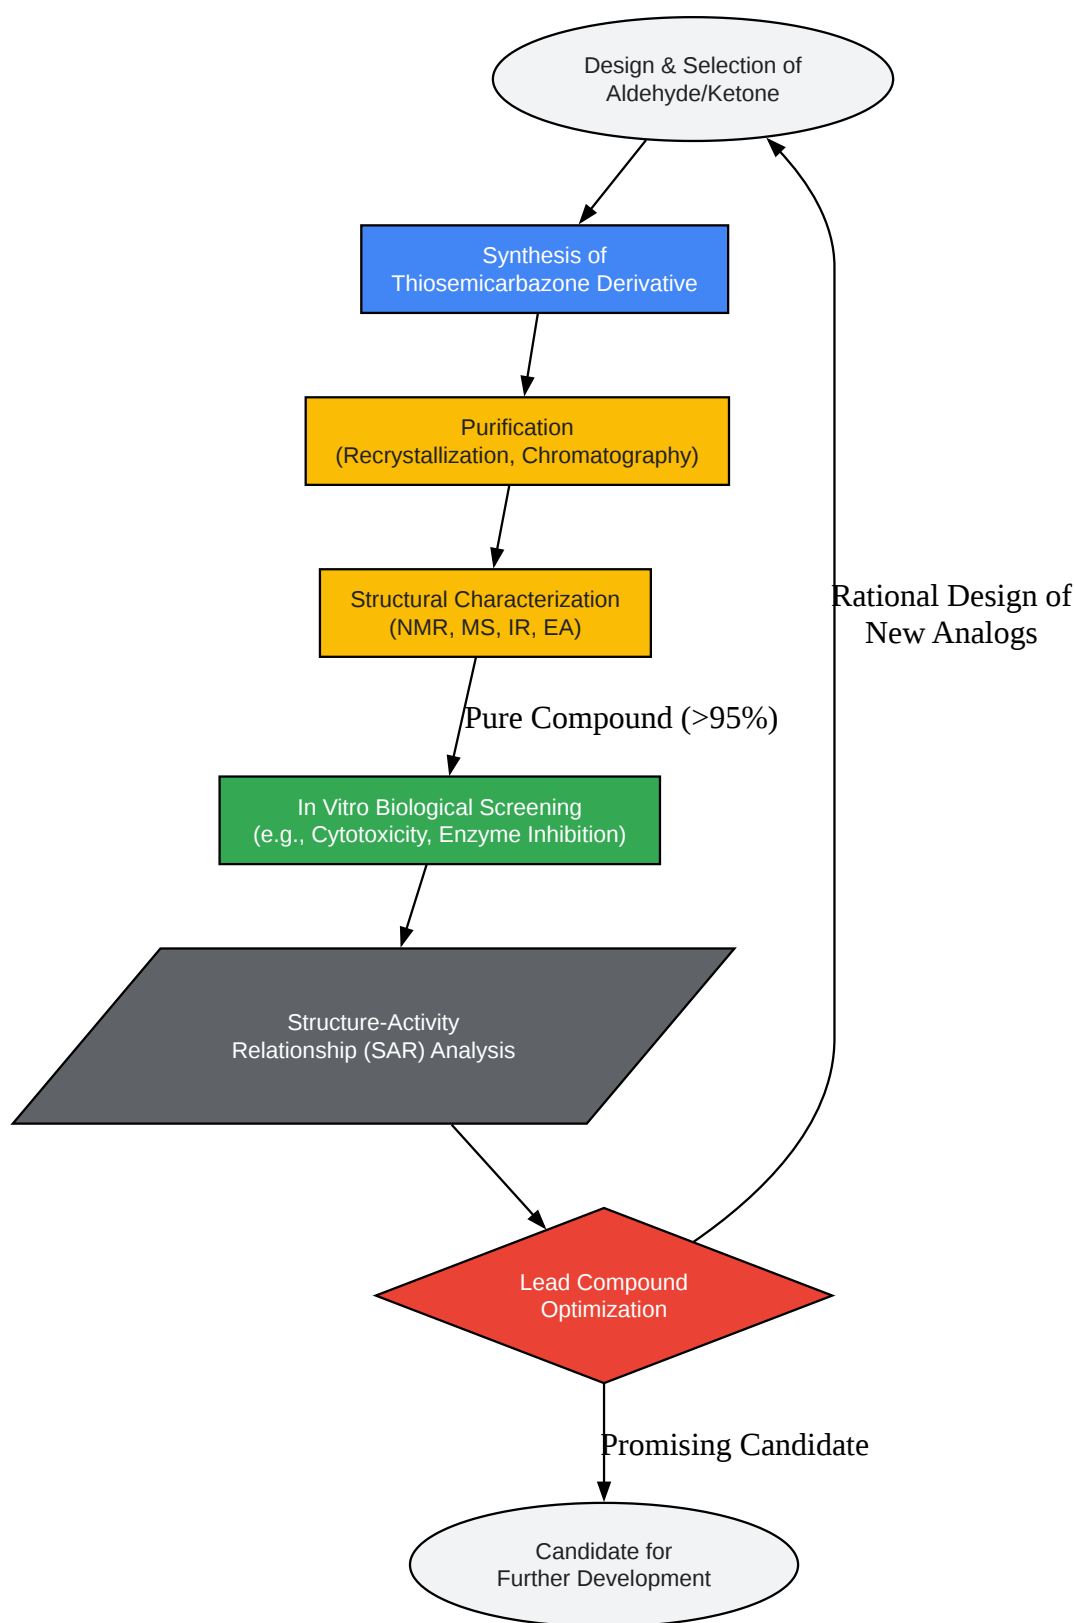 Design & Selection of
Aldehyde/Ketone
Synthesis of
Thiosemicarbazone Derivative
Purification
(Recrystallization, Chromatography)
Structural Characterization
(NMR, MS, IR, EA)
Rational Design of
New Analogs
Pure Compound (>95%)
In Vitro Biological Screening
(e.g., Cytotoxicity, Enzyme Inhibition)
Structure-Activity
Relationship (SAR) Analysis
Lead Compound
Optimization
Promising Candidate
Candidate for
Further Development